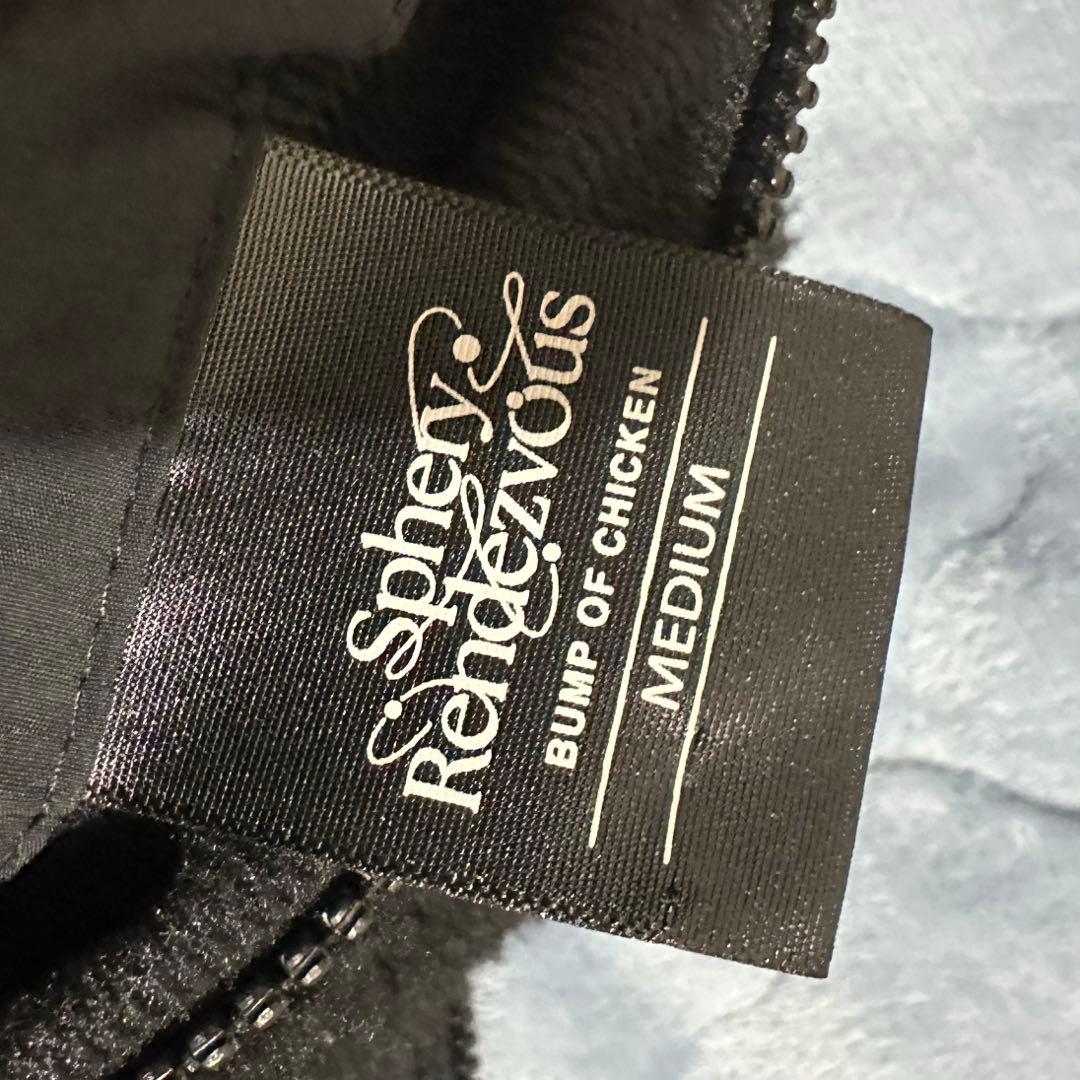 Sphery
Rendezvous
BUMP OF CHICKEN
MEDIUM